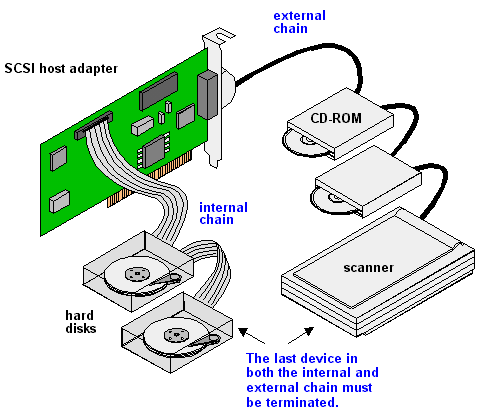 external
chain
SCSI host adapter
CD-ROM
internal
chain
scanner
hard
disks
The last device in
both the internal and
external chain must
be terminated.